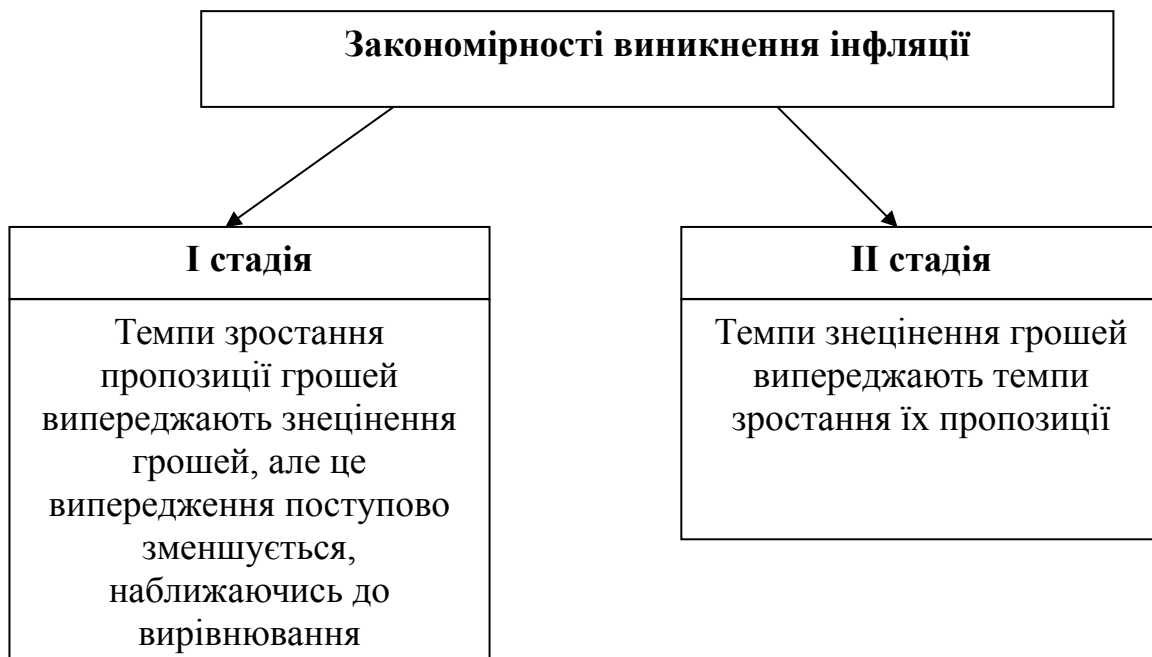 Закономірності виникнення інфляції
I стадія
Темпи зростання
пропозиції грошей
випереджають знецінення
грошей, але це
випередження поступово
зменшується,
наближаючись до
вирівнювання
II стадія
Темпи знецінення грошей
випереджають темпи
зростання їх пропозиції